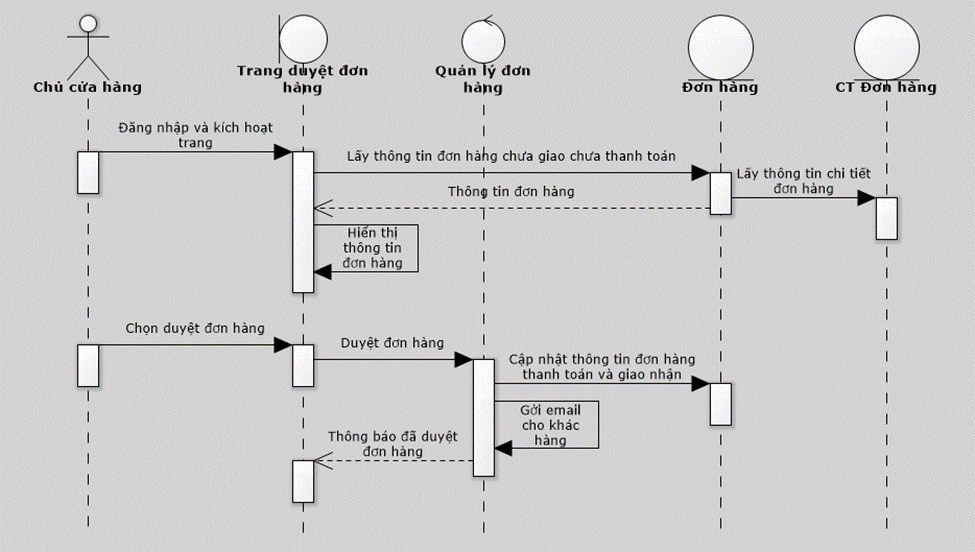 Chủ cửa hàng
Trang duyệt đơn
hàng
Quản lý đơn
hàng
Đơn hàng
CT Đơn hàng
Đăng nhập và kích hoạt
trang
Lấy thông tin đơn hàng chưa giao chưa thanh toán
Lấy thông tin chi tiết
đơn hàng
Thông tin đơn hàng
Hiển thị
thông tin
đơn hàng
Chọn duyệt đơn hàng
Duyệt đơn hàng
Cập nhật thông tin đơn hàng
thanh toán và giao nhận
Gởi email
cho khác
hàng
Thông báo đã duyệt
đơn hàng